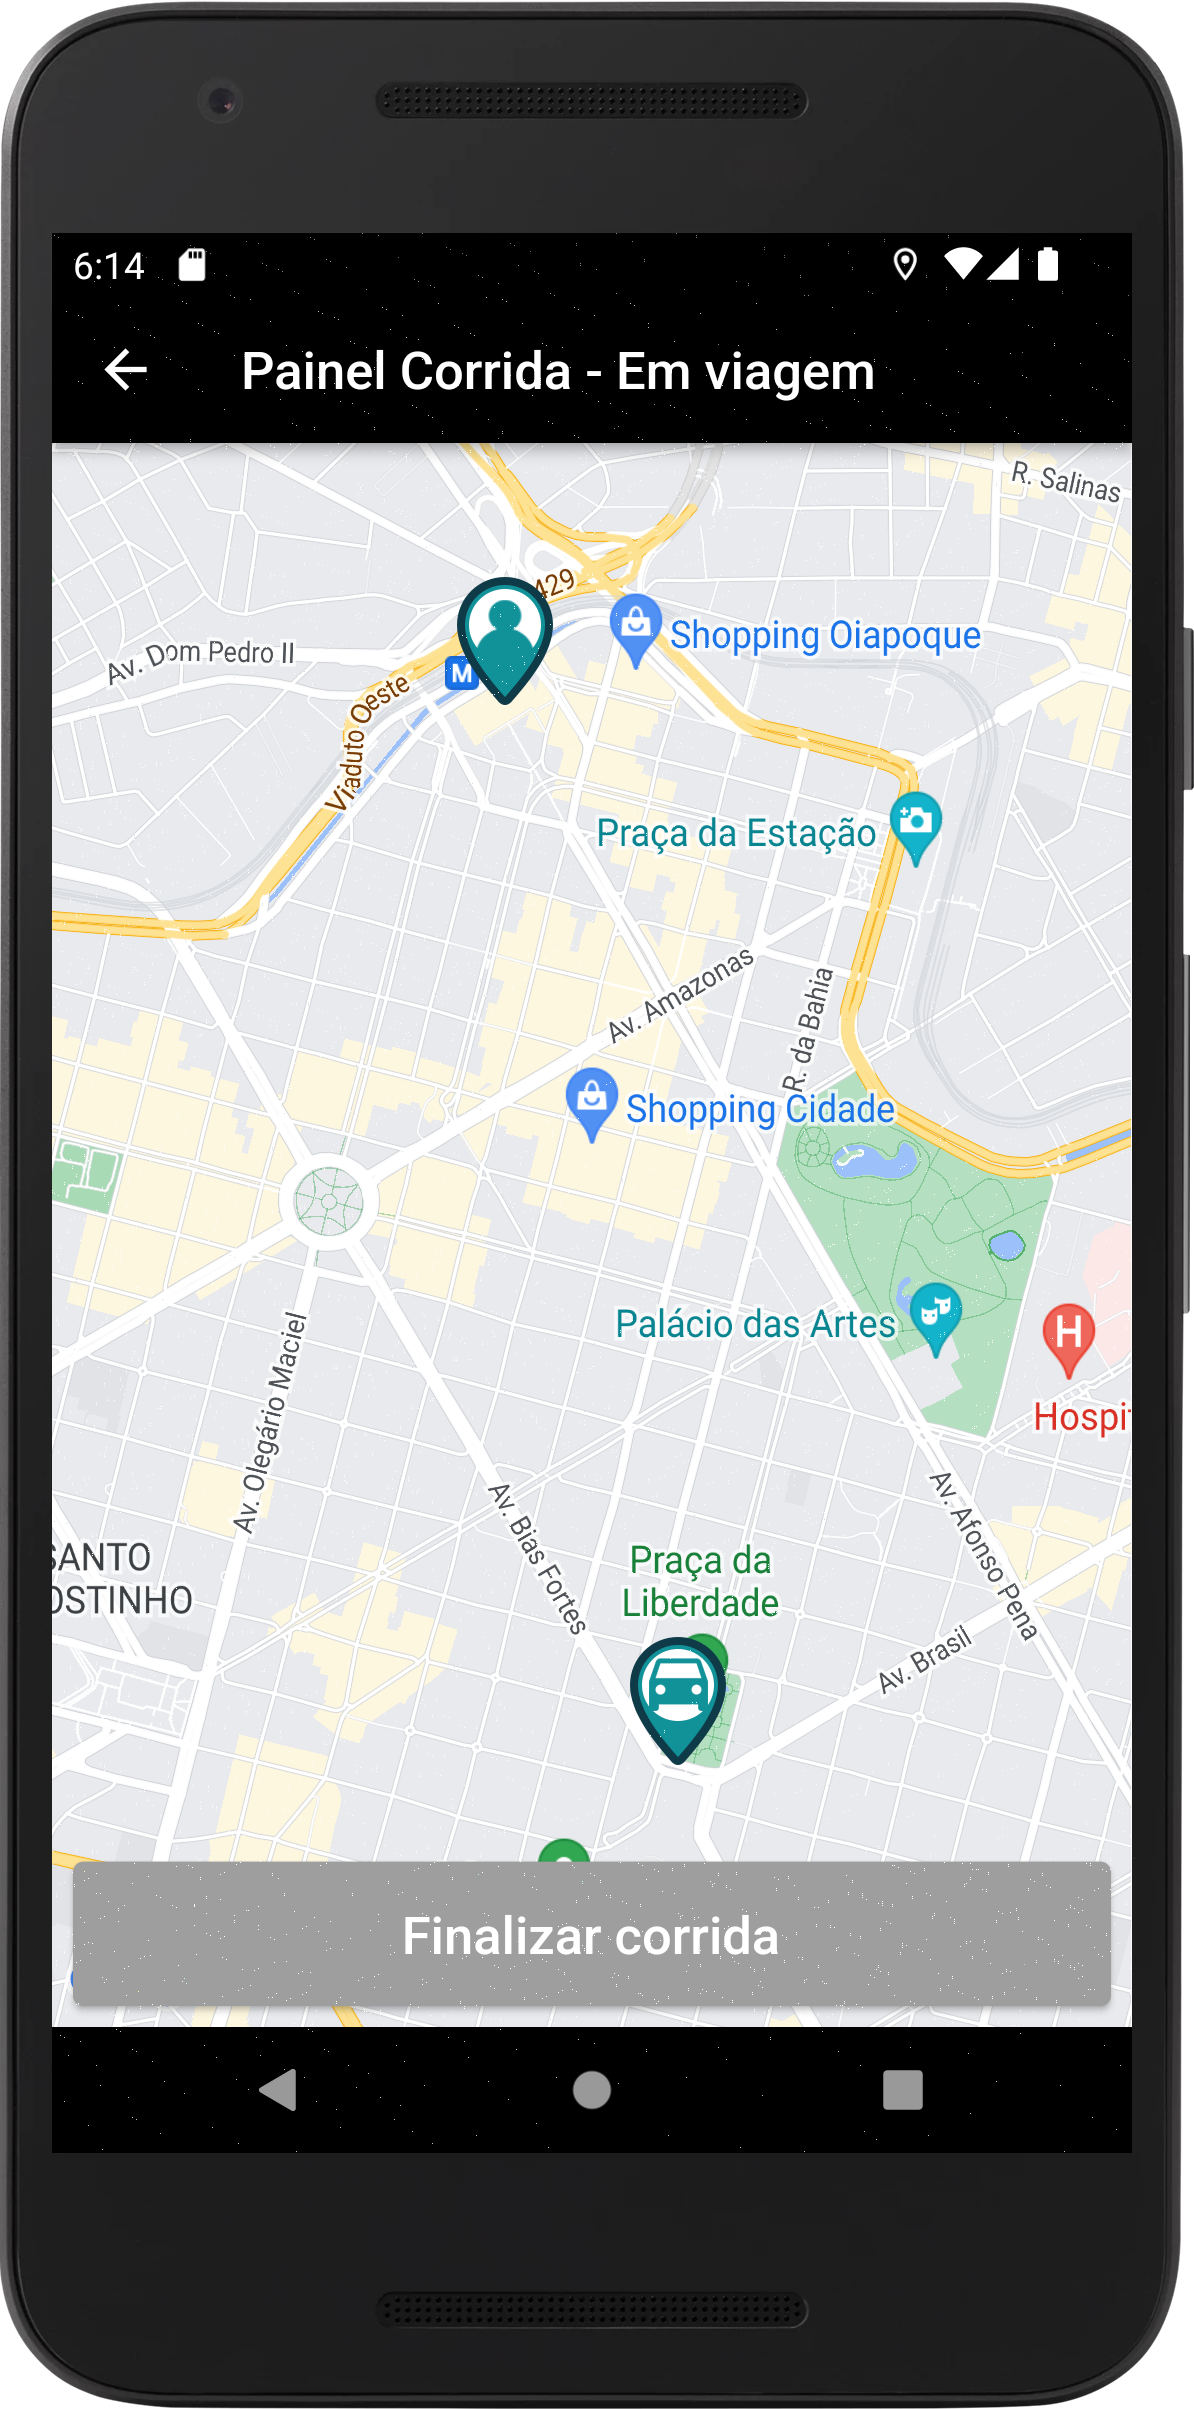 6:14
Painel Corrida - Em viagem
R. Salinas
429
Shopping Oiapoque
Av. Dom Pedro II
M
Viaduto Oeste
Praça da Estação
Av. Amazonas
R. da Bahia
Shopping Cidade
Palácio das Artes
H
Hospi
Av. Olegário Maciel
Av. Bias Fortes
Av. Afonso Pena
SANTO
OSTINHO
Praça da
Liberdade
Av. Brasil
Finalizar corrida